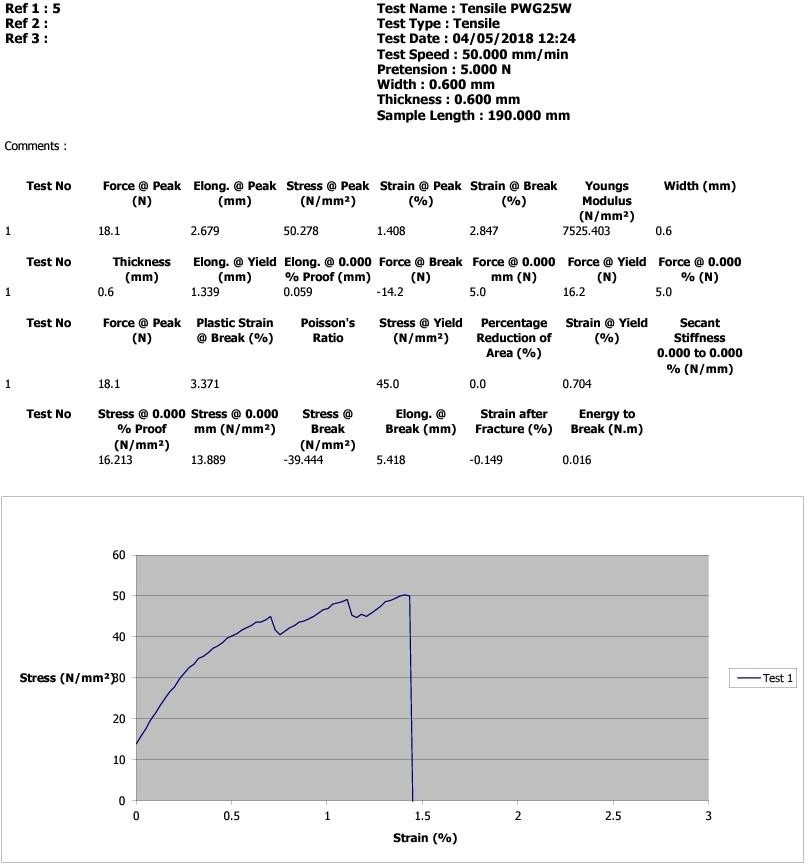 Ref 1 : 5
Ref 2 :
Ref 3 :
Test Name : Tensile PWG25W
Test Type : Tensile
Test Date : 04/05/2018 12:24
Test Speed : 50.000 mm/min
Pretension : 5.000 N
Width : 0.600 mm
Thickness : 0.600 mm
Sample Length : 190.000 mm
Comments :
Test No Force @ Peak Elong. @ Peak Stress @ Peak Strain @ Peak Strain @ Break Youngs Width (mm)
(N) (mm) (N/mm²) (%) (%) Modulus
(N/mm²)
1 18.1 2.679 50.278 1.408 2.847 7525.403 0.6
Test No Thickness Elong. @ Yield Elong. @ 0.000 Force @ Break Force @ 0.000 Force @ Yield Force @ 0.000
(mm) (mm) % Proof (mm) (N) mm (N) (N) % (N)
1 0.6 1.339 0.059 -14.2 5.0 16.2 5.0
Test No Force @ Peak Plastic Strain Poisson's Stress @ Yield Percentage Strain @ Yield Secant
(N) @ Break (%) Ratio (N/mm²) Reduction of (%) Stiffness
Area (%) 0.000 to 0.000
% (N/mm)
1 18.1 3.371 45.0 0.0 0.704
Test No Stress @ 0.000 Stress @ 0.000 Stress @ Elong. @ Strain after Energy to
% Proof mm (N/mm²) Break Break (mm) Fracture (%) Break (N.m)
(N/mm²) (N/mm²)
16.213 13.889 -39.444 5.418 -0.149 0.016
60
50
40
Stress (N/mm²) 30
20
10
0
0 0.5 1 1.5 2 2.5 3
Strain (%)
Test 1